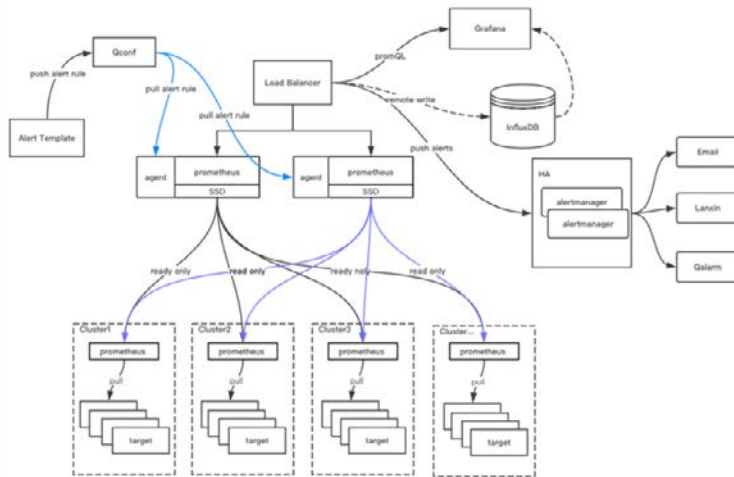 Qconf
Grafana
promQL
push alert rule
Load Balancer
pull alert rule
remote write
InfluxDB
pull alert rule
Alert Template
push alerts
Email
agent
prometheus
SSD
agent
prometheus
SSD
HA
alertmanager
alertmanager
Lanxin
Qalarm
ready only
read only
ready noly
read only
Cluster1
Cluster2
Cluster3
Cluster...
prometheus
prometheus
prometheus
prometheus
pull
pull
pull
pull
target
target
target
target